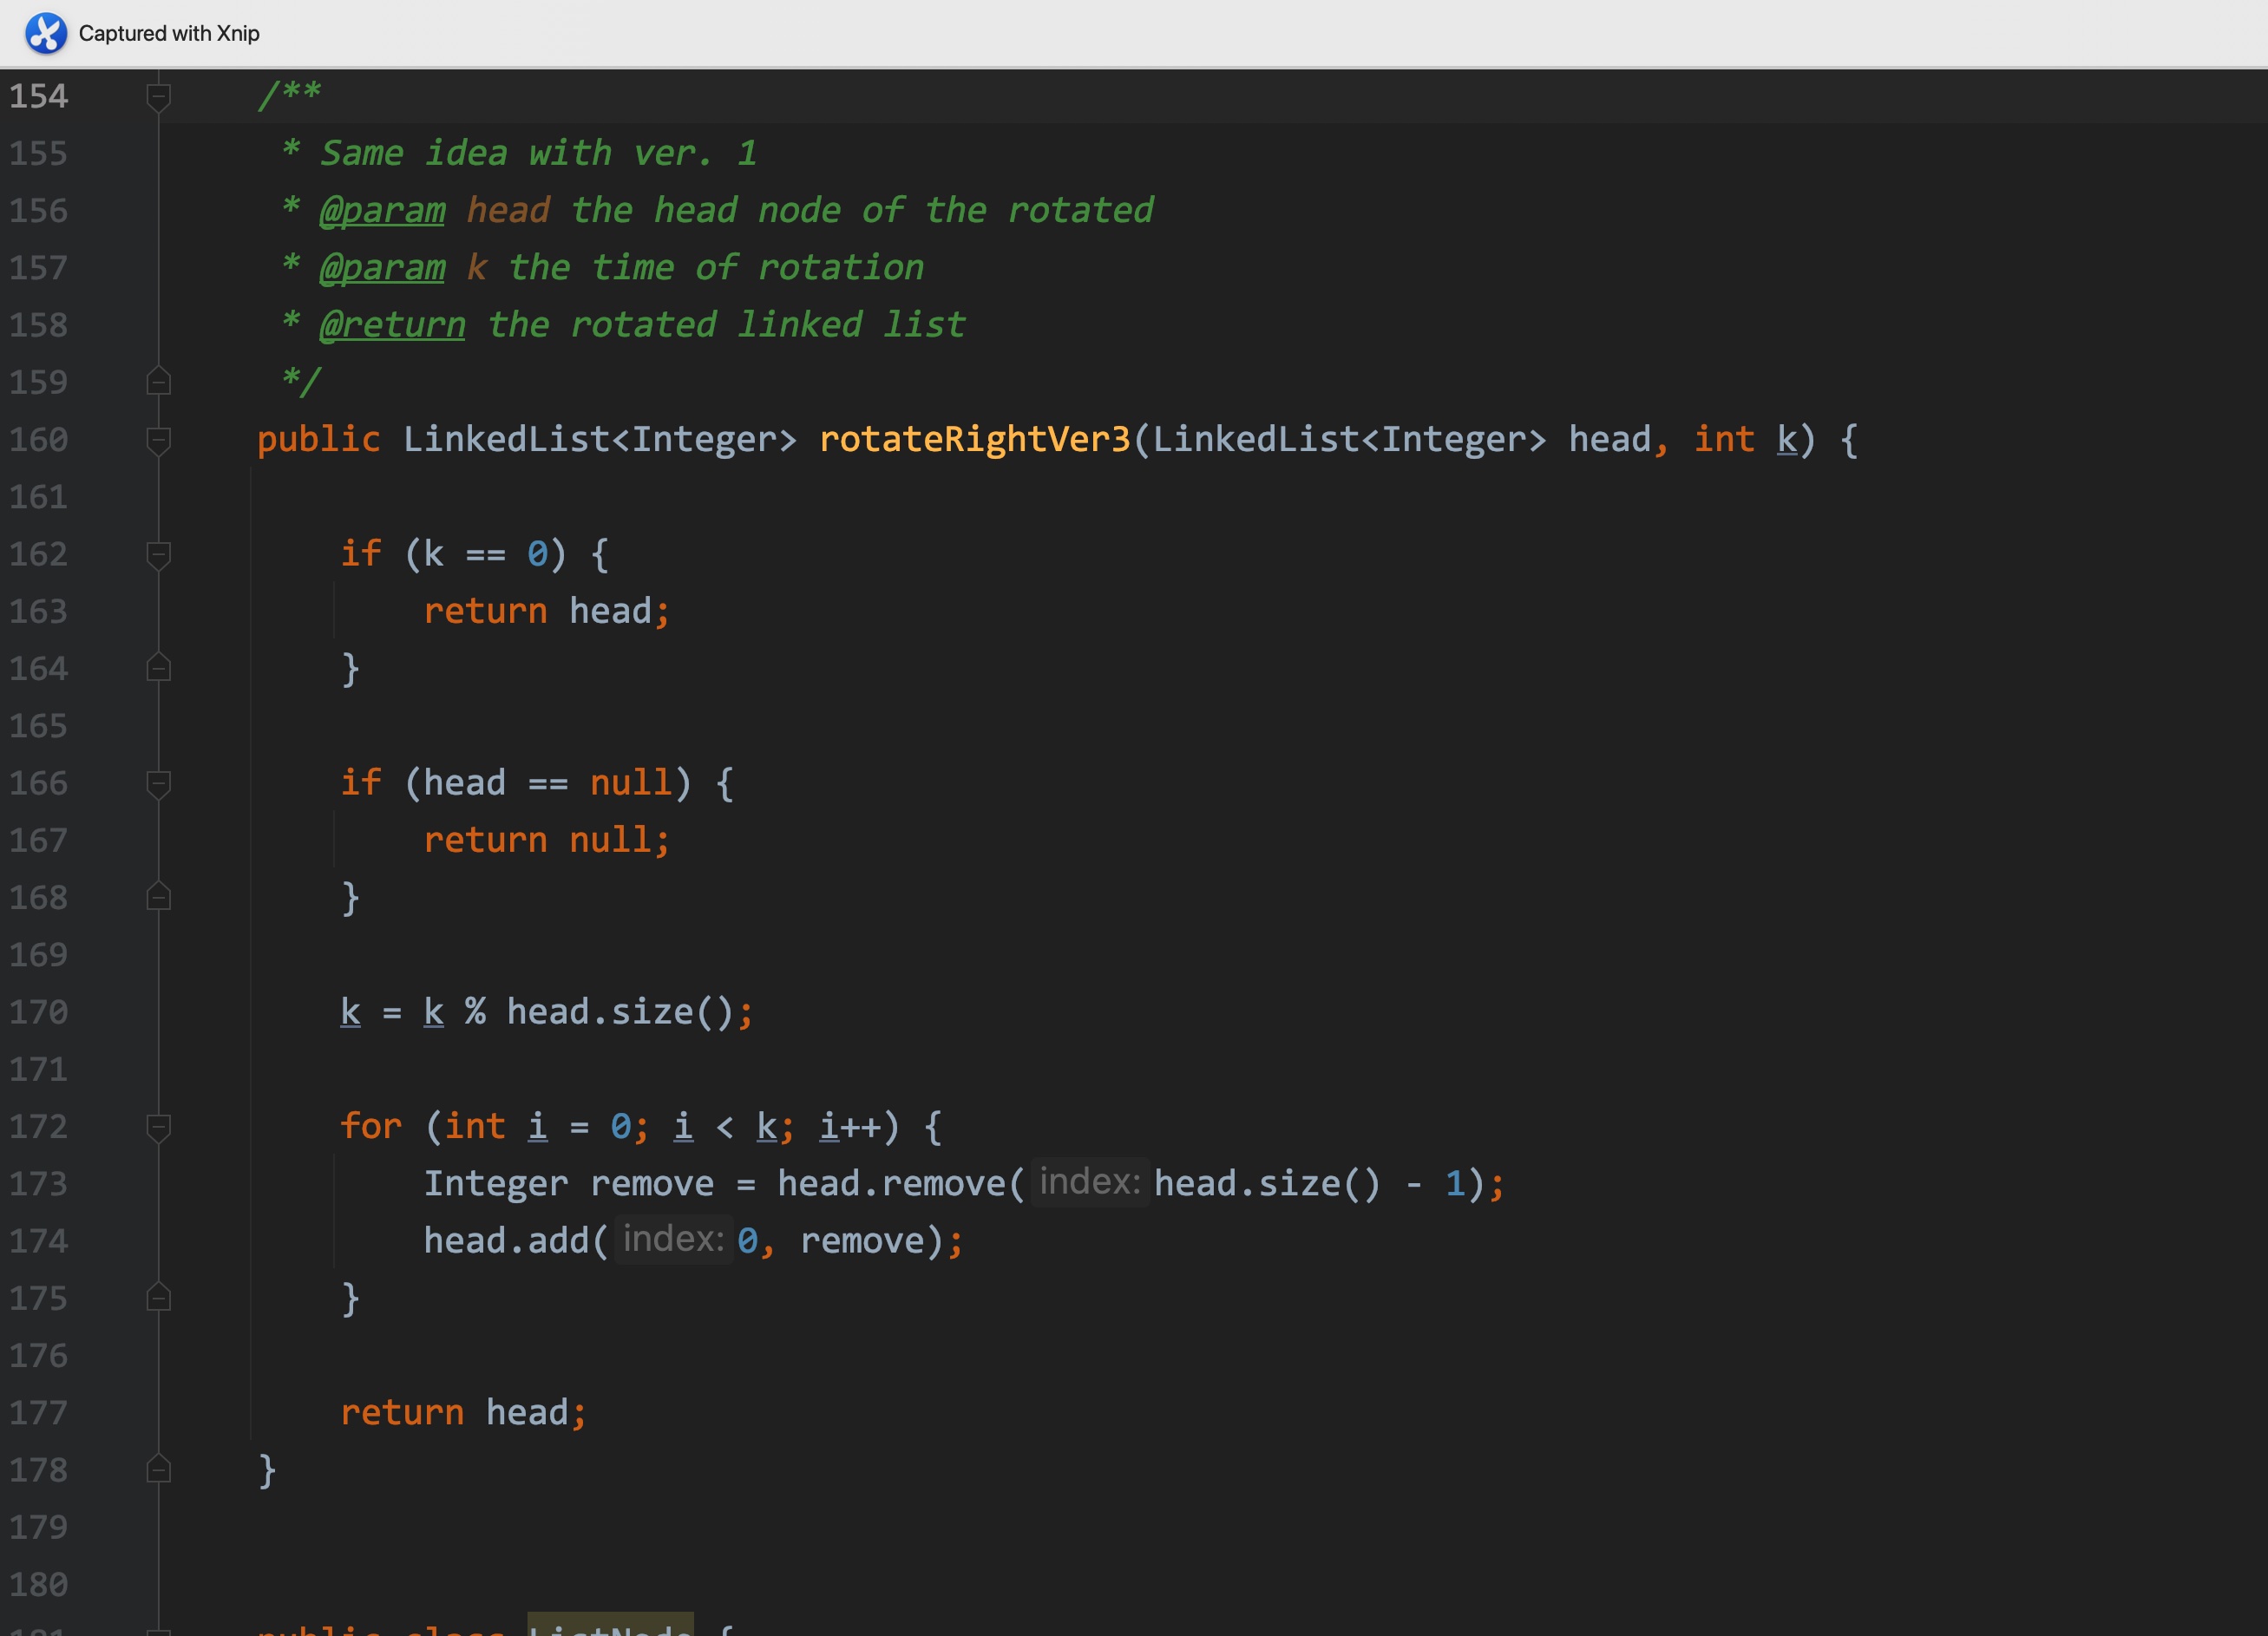 Captured with Xnip
154 /**
155 * Same idea with ver. 1
156 * @param head the head node of the rotated
157 * @param k the time of rotation
158 * @return the rotated linked list
159 */
160 public LinkedList<Integer> rotateRightVer3(LinkedList<Integer> head, int k) {
161
162 if (k == 0) {
163 return head;
164 }
165
166 if (head == null) {
167 return null;
168 }
169
170 k = k % head.size();
171
172 for (int i = 0; i < k; i++) {
173 Integer remove = head.remove( index: head.size() - 1);
174 head.add( index: 0, remove);
175 }
176
177 return head;
178 }
179
180
181 public class ListNode {